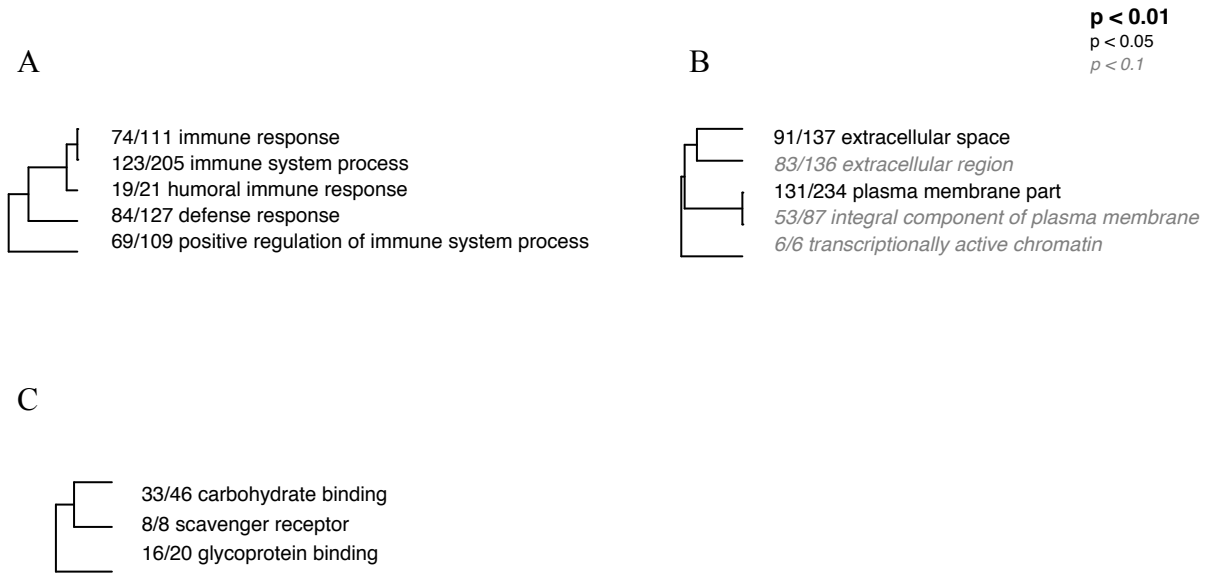 p < 0.01
p < 0.05
p < 0.1
A
74/111 immune response
123/205 immune system process
19/21 humoral immune response
84/127 defense response
69/109 positive regulation of immune system process
B
91/137 extracellular space
83/136 extracellular region
131/234 plasma membrane part
53/87 integral component of plasma membrane
6/6 transcriptionally active chromatin
C
33/46 carbohydrate binding
8/8 scavenger receptor
16/20 glycoprotein binding